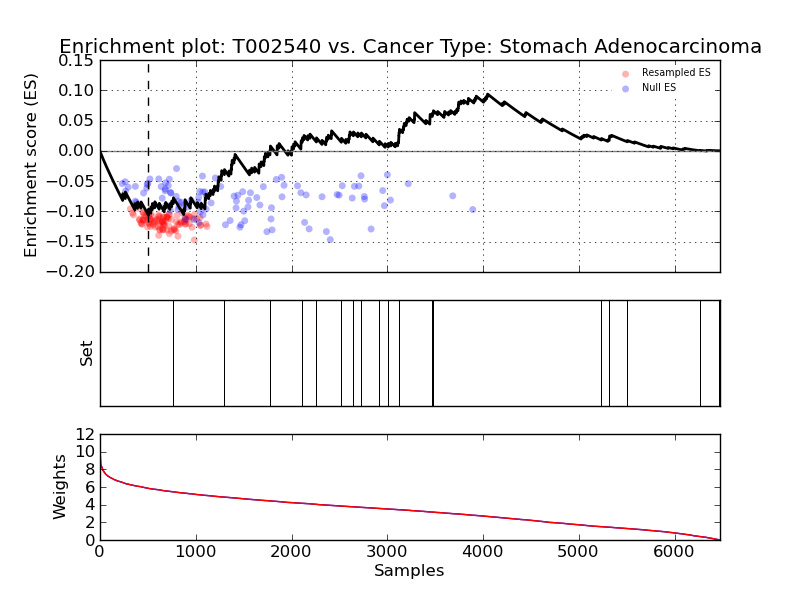 Enrichment plot: T002540 vs. Cancer Type: Stomach Adenocarcinoma
0.15
0.10
0.05
0.00
−0.05
−0.10
−0.15
−0.20
Enrichment score (ES)
Resampled ES
Null ES
Set
12
10
8
6
4
2
0
Weights
0 1000 2000 3000 4000 5000 6000
Samples